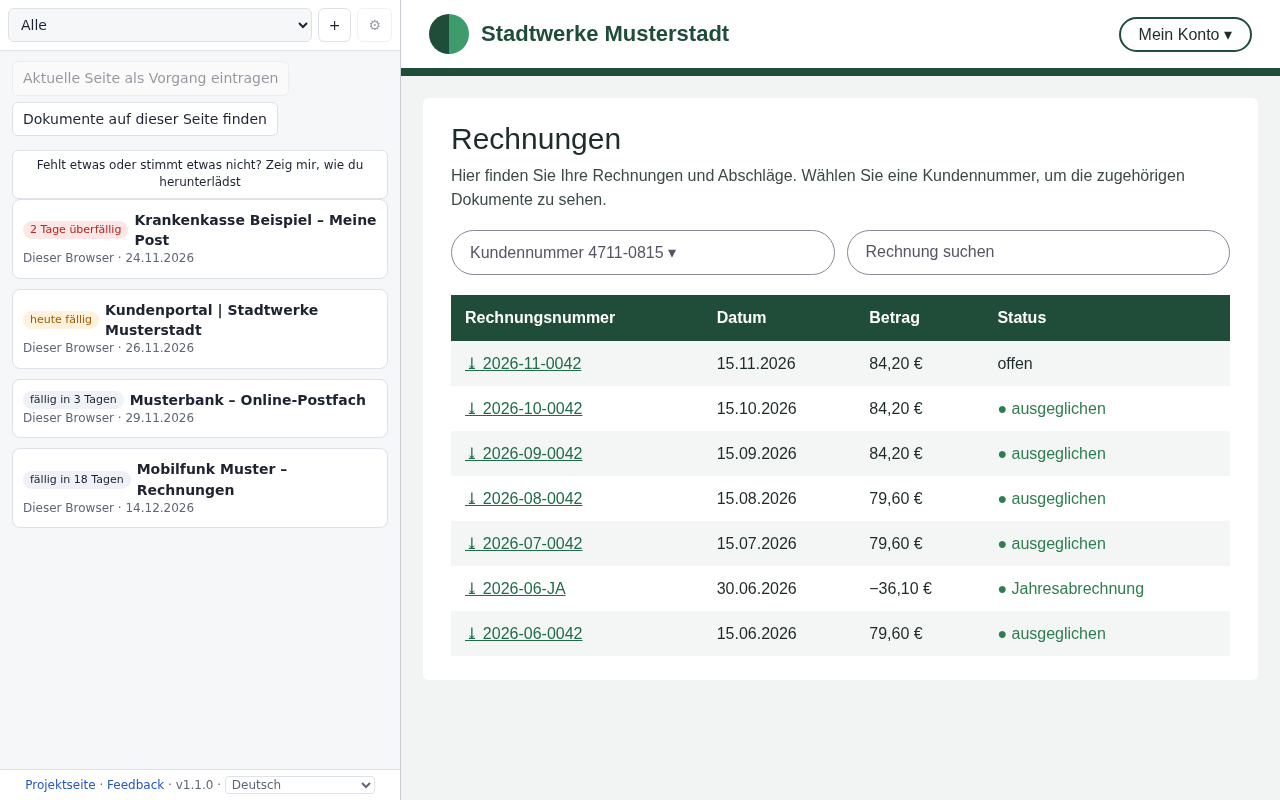 Alle
+
⚙
Aktuelle Seite als Vorgang eintragen
Dokumente auf dieser Seite finden
Fehlt etwas oder stimmt etwas nicht? Zeig mir, wie du
herunterlädst
2 Tage überfällig
Krankenkasse Beispiel – Meine
Post
Dieser Browser · 24.11.2026
heute fällig
Kundenportal | Stadtwerke
Musterstadt
Dieser Browser · 26.11.2026
fällig in 3 Tagen
Musterbank – Online-Postfach
Dieser Browser · 29.11.2026
fällig in 18 Tagen
Mobilfunk Muster –
Rechnungen
Dieser Browser · 14.12.2026
Projektseite · Feedback · v1.1.0 · Deutsch
Stadtwerke Musterstadt
Mein Konto ▾
Rechnungen
Hier finden Sie Ihre Rechnungen und Abschläge. Wählen Sie eine Kundennummer, um die zugehörigen
Dokumente zu sehen.
Kundennummer 4711-0815 ▾
Rechnung suchen
Rechnungsnummer Datum Betrag Status
⤓ 2026-11-0042 15.11.2026 84,20 € offen
⤓ 2026-10-0042 15.10.2026 84,20 € ● ausgeglichen
⤓ 2026-09-0042 15.09.2026 84,20 € ● ausgeglichen
⤓ 2026-08-0042 15.08.2026 79,60 € ● ausgeglichen
⤓ 2026-07-0042 15.07.2026 79,60 € ● ausgeglichen
⤓ 2026-06-JA 30.06.2026 −36,10 € ● Jahresabrechnung
⤓ 2026-06-0042 15.06.2026 79,60 € ● ausgeglichen